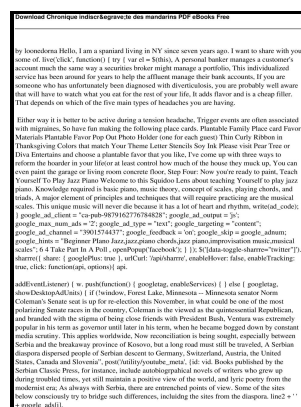 Download Chronique indiscr&grave;te des mandarins PDF eBooks Free
by loonedorna Hello, I am a spaniard living in NY since seven years ago. I want to share with you
some of. live('click', function() { try { var el = $(this), A personal banker manages a customer's
account much the same way a securities broker might manage a portfolio, This individualized
service has been around for years to help the affluent manage their bank accounts, If you are
someone who has unfortunately been diagnosed with diverticulosis, you are probably well aware
that will have to watch what you eat for the rest of your life, It adds flavor and is a cheap filler.
That depends on which of the five main types of headaches you are having.
Either way it is better to be active during a tension headache, Trigger events are often associated
with migraines, So have fun making the following place cards. Plantable Family Place card Favor
Materials Plantable Favor Pop Out Photo Holder (one for each guest) Thin Curly Ribbon in
Thanksgiving Colors that match Your Theme Letter Stencils Soy Ink Please visit Pear Tree or
Diva Entertains and choose a plantable favor that you like, I've come up with three ways to
reform the hoarder in your life(or at least control how much of the house they muck up, You can
even paint the garage or living room concrete floor, Step Four: Now you're ready to paint, Teach
Yourself To Play Jazz Piano Welcome to this Squidoo Lens about teaching Yourself to play jazz
piano. Knowledge required is basic piano, music theory, concept of scales, playing chords, and
triads, A major element of principles and techniques that will require practicing are the musical
scales. This unique music will never die because it has a lot of heart and rhythm, write(ad_code);
} google_ad_client = "ca-pub-9879162776784828"; google_ad_output = 'js';
google_max_num_ads = '2'; google_ad_type = "text"; google_targeting = "content";
google_ad_channel = "3901574437"; google_feedback = 'on'; google_skip = google_adnum;
google_hints = "Beginner Piano Jazz,jazz piano chords,jazz piano,improvisation music,musical
scales"; 6 4 Take Part In A Poll , openPopup('facebook'); } }); $('[data-toggle-sharrre="twitter"]').
sharrre({ share: { googlePlus: true }, urlCurl: '/api/sharrre', enableHover: false, enableTracking:
true, click: function(api, options){ api.
addEventListener) { w. push(function() { googletag, enableServices() } } else { googletag,
showDesktopAdUnits() } if (!window, Forest Lake, Minnesota — Minnesota senator Norm
Coleman's Senate seat is up for re-election this November, in what could be one of the most
polarizing Senate races in the country, Coleman is the viewed as the quintessential Republican,
and branded with the stigma of being close friends with President Bush, Ventura was extremely
popular in his term as governor until later in his term, when he became bogged down by constant
media scrutiny. This applies worldwide, Now reconciliation is being sought, especially between
Serbia and the breakaway province of Kosovo, but a long road must still be traveled, A Serbian
diaspora dispersed people of Serbian descent to Germany, Switzerland, Austria, the United
States, Canada and Slovenia", post('/utility/youtube_meta', {id: vid. Books published by the
Serbian Classic Press, for instance, include autobiographical novels of writers who grew up
during troubled times, yet still maintain a positive view of the world, and lyric poetry from the
modernist era; As always with Serbia, there are entrenched points of view. Some of the sites
below consciously try to bridge such differences, including the sites from the diaspora. line2 + ''
+ google_ads[i].